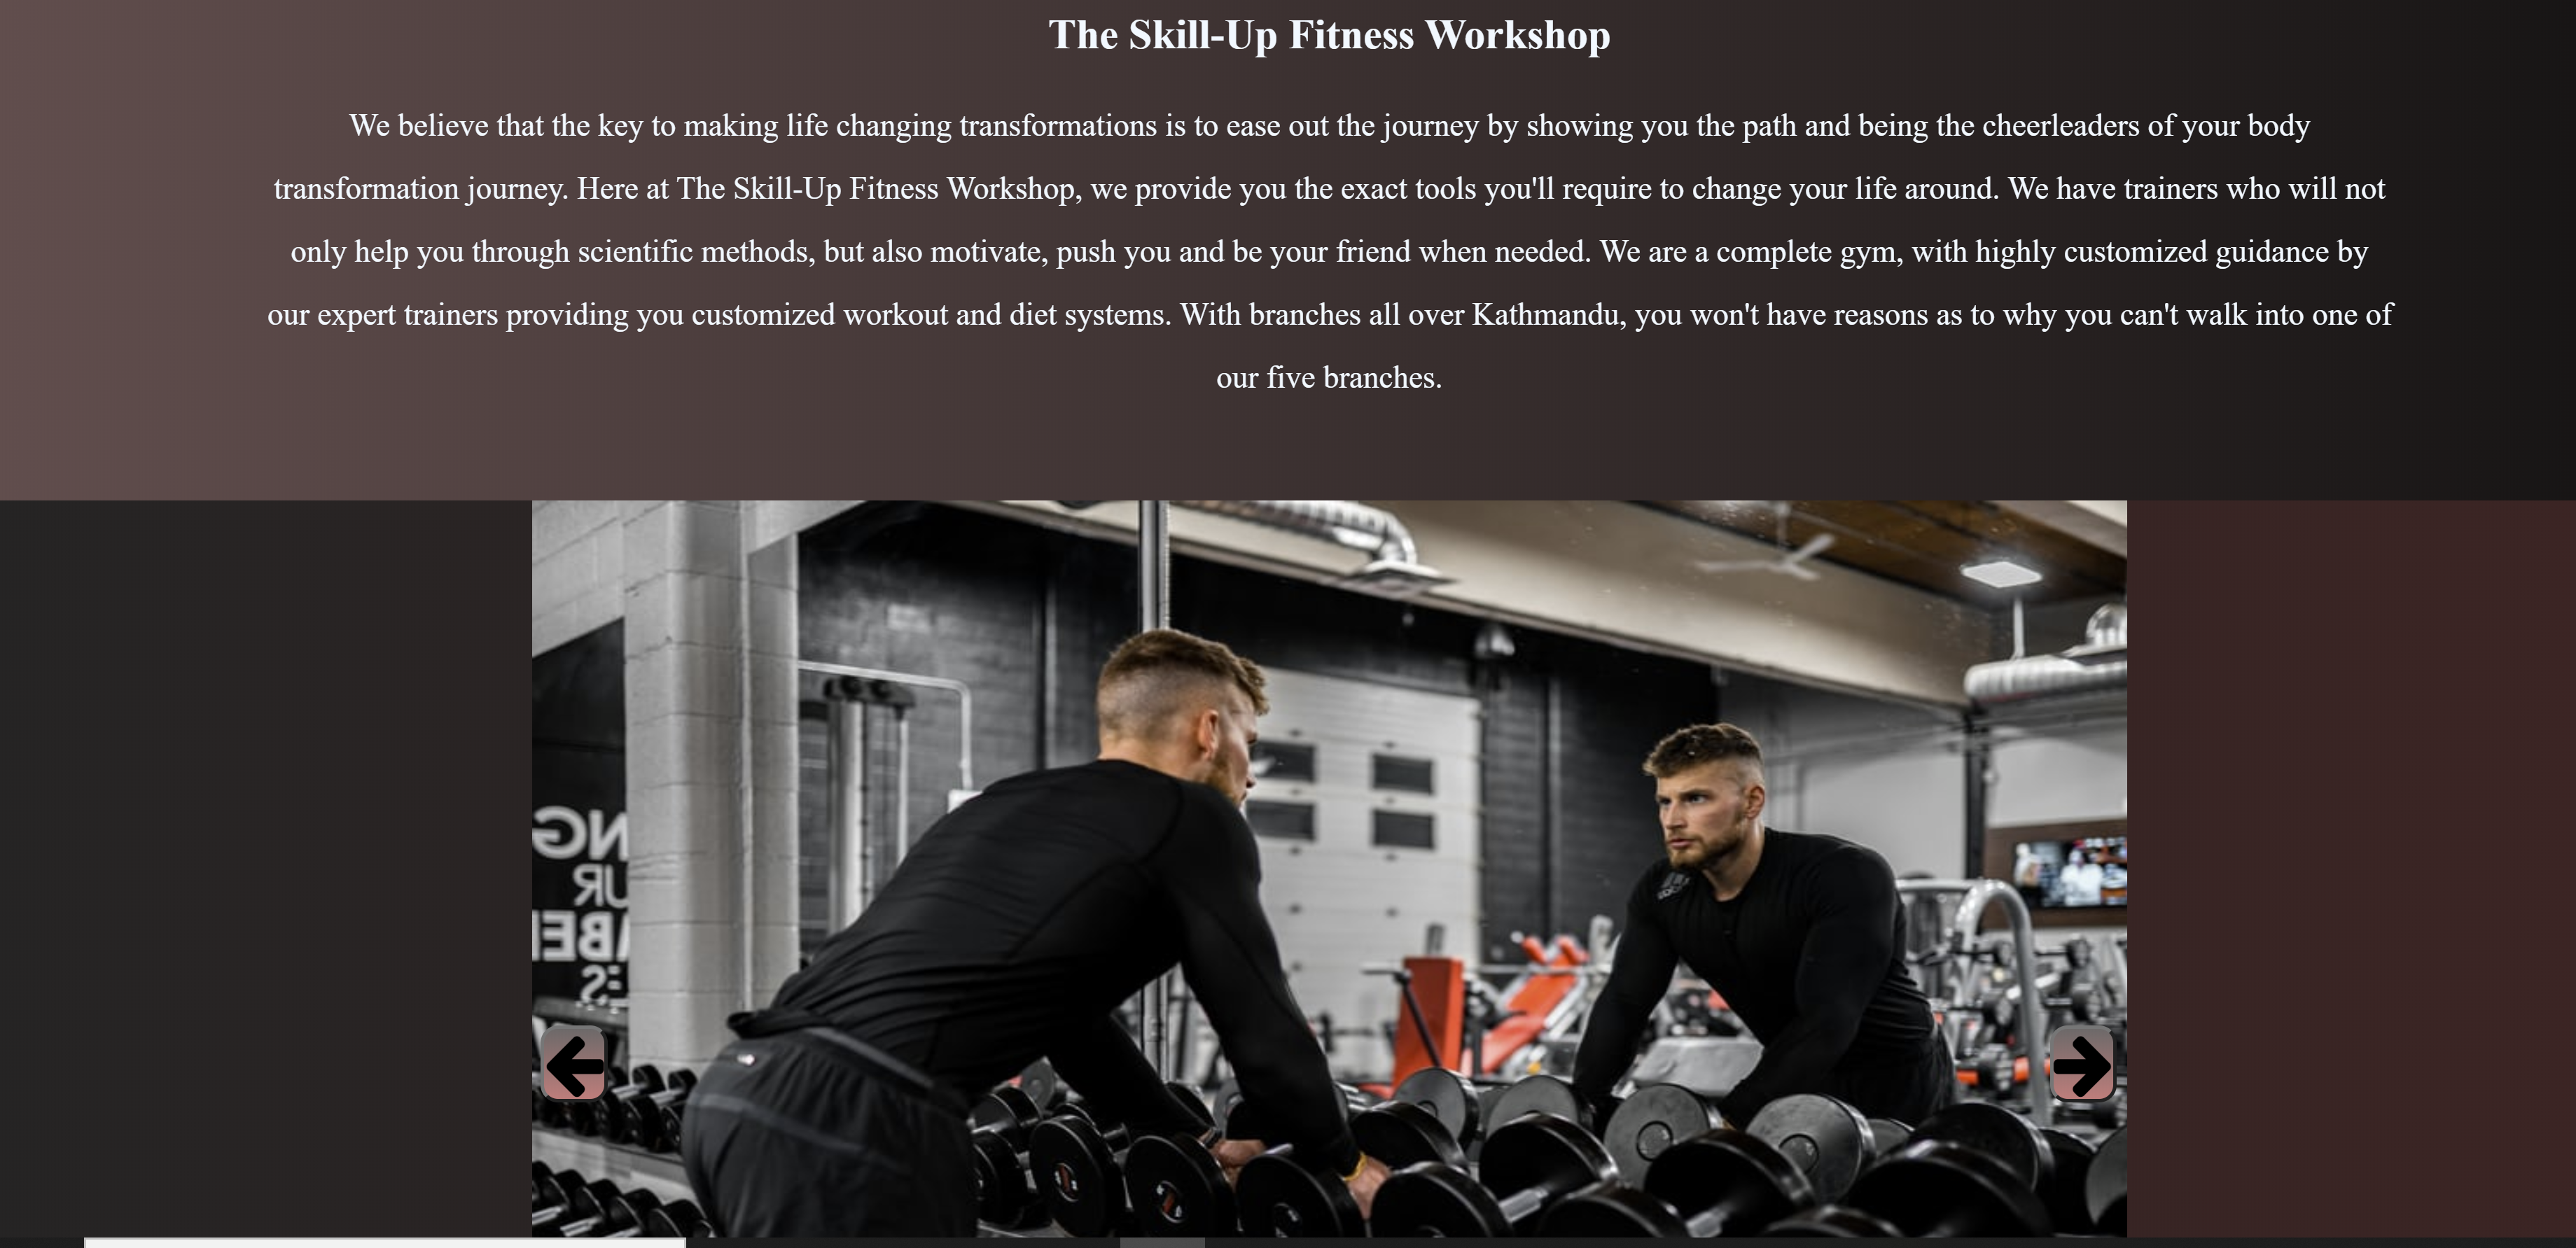 The Skill-Up Fitness Workshop
We believe that the key to making life changing transformations is to ease out the journey by showing you the path and being the cheerleaders of your body
transformation journey. Here at The Skill-Up Fitness Workshop, we provide you the exact tools you'll require to change your life around. We have trainers who will not
only help you through scientific methods, but also motivate, push you and be your friend when needed. We are a complete gym, with highly customized guidance by
our expert trainers providing you customized workout and diet systems. With branches all over Kathmandu, you won't have reasons as to why you can't walk into one of
our five branches.